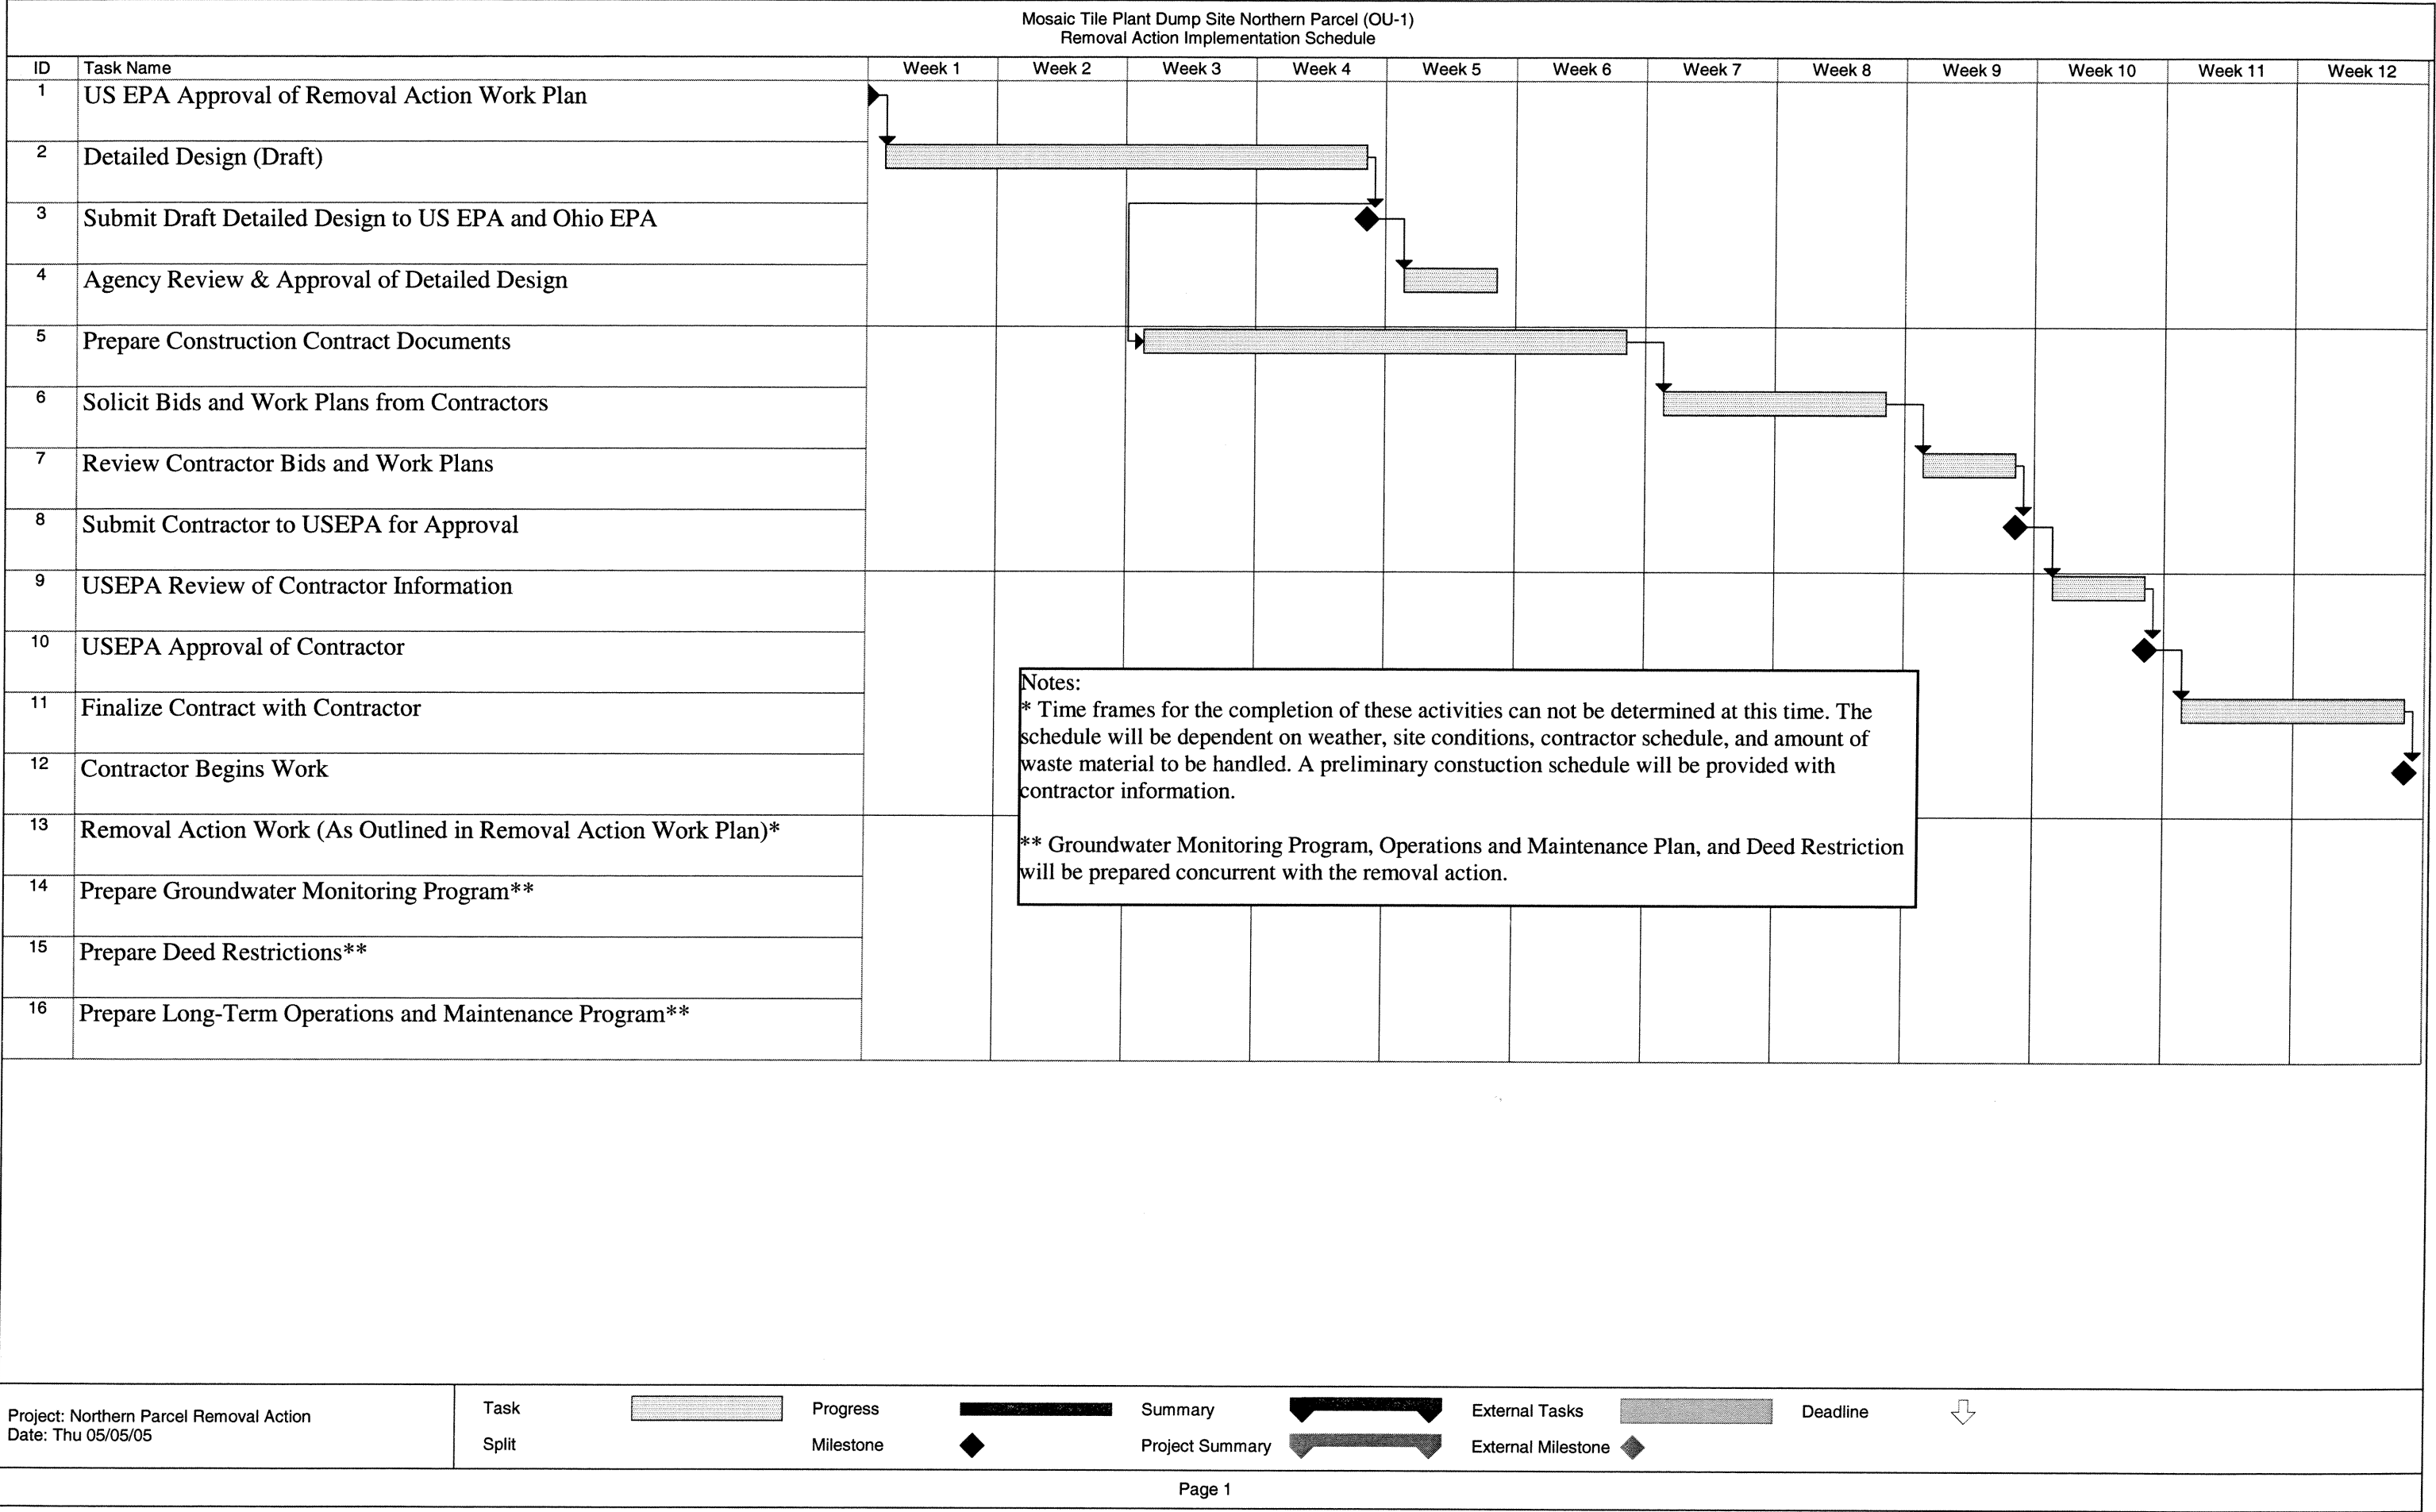 Mosaic Tile Plant Dump Site Northern Parcel (OU-1)
Removal Action Implementation Schedule
ID Task Name Week 1 Week 2 Week 3 Week 4 Week 5 Week 6 Week 7 Week 8 Week 9 Week 10 Week 11 Week 12
1 US EPA Approval of Removal Action Work Plan
2 Detailed Design (Draft)
3 Submit Draft Detailed Design to US EPA and Ohio EPA
4 Agency Review & Approval of Detailed Design
5 Prepare Construction Contract Documents
6 Solicit Bids and Work Plans from Contractors
7 Review Contractor Bids and Work Plans
8 Submit Contractor to USEPA for Approval
9 USEPA Review of Contractor Information
10 USEPA Approval of Contractor
11 Finalize Contract with Contractor
12 Contractor Begins Work
13 Removal Action Work (As Outlined in Removal Action Work Plan)*
14 Prepare Groundwater Monitoring Program**
15 Prepare Deed Restrictions**
16 Prepare Long-Term Operations and Maintenance Program**
Notes:
* Time frames for the completion of these activities can not be determined at this time. The
schedule will be dependent on weather, site conditions, contractor schedule, and amount of
waste material to be handled. A preliminary constuction schedule will be provided with
contractor information.
** Groundwater Monitoring Program, Operations and Maintenance Plan, and Deed Restriction
will be prepared concurrent with the removal action.
Project: Northern Parcel Removal Action
Date: Thu 05/05/05
Task Progress Summary External Tasks Deadline
Split Milestone Project Summary External Milestone
Page 1